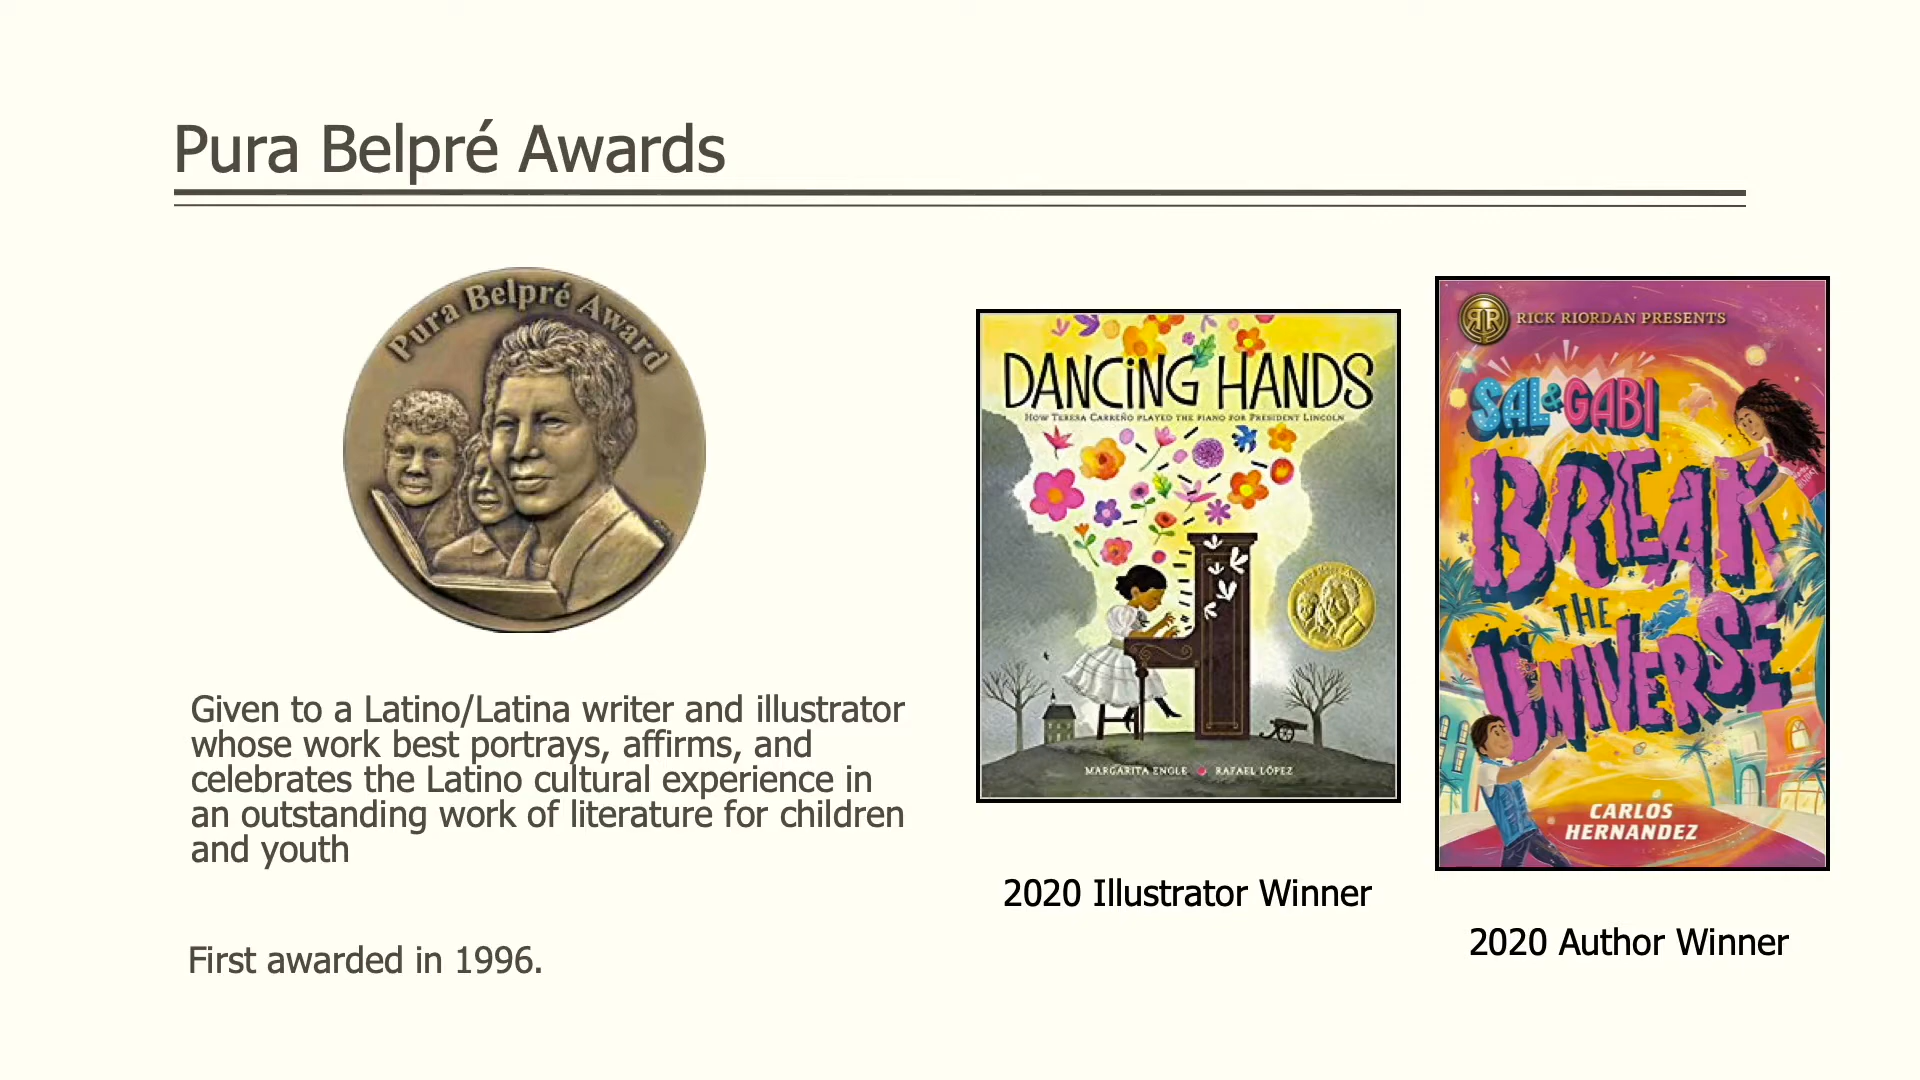 Pura Belpré Awards
Pura Belpré Award
Given to a Latino/Latina writer and illustrator
whose work best portrays, affirms, and
celebrates the Latino cultural experience in
an outstanding work of literature for children
and youth
First awarded in 1996.
DANCiNG HANDS
HOW TERESA CARREÑO PLAYED THE PIANO FOR PRESIDENT LINCOLN
MARGARITA ENGLE RAFAEL LÓPEZ
2020 Illustrator Winner
RR RICK RIORDAN PRESENTS
SAL & GABI
BREAK
THE
UNIVERSE
CARLOS
HERNANDEZ
2020 Author Winner